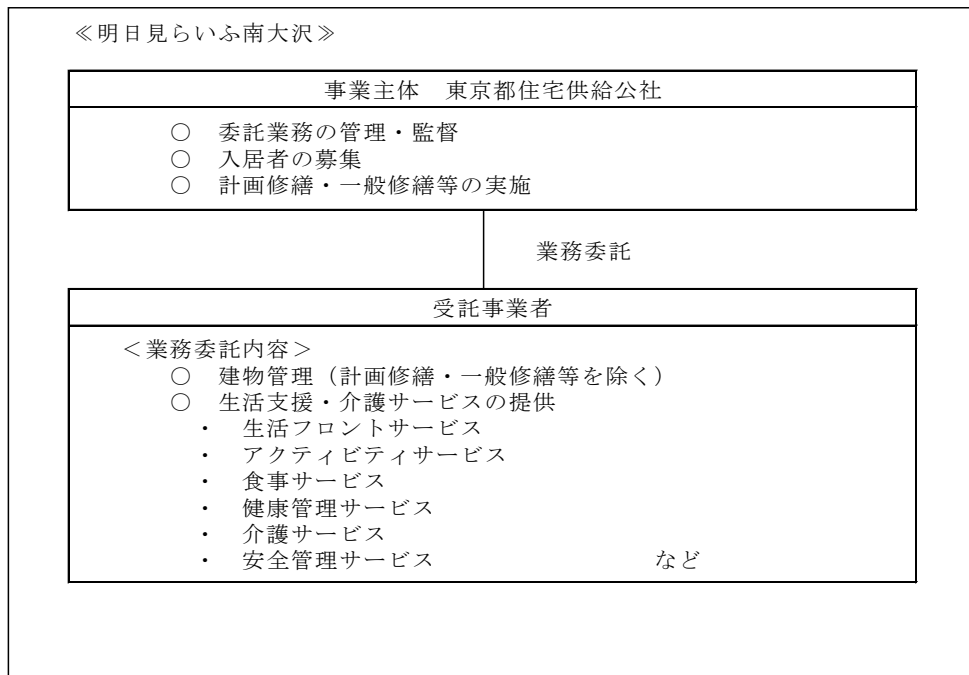 ≪明日見らいふ南大沢≫
事業主体　東京都住宅供給公社
○　委託業務の管理・監督
○　入居者の募集
○　計画修繕・一般修繕等の実施
業務委託
受託事業者
＜業務委託内容＞
○　建物管理（計画修繕・一般修繕等を除く）
○　生活支援・介護サービスの提供
・　生活フロントサービス
・　アクティビティサービス
・　食事サービス
・　健康管理サービス
・　介護サービス
・　安全管理サービス　　　　　　　　　など